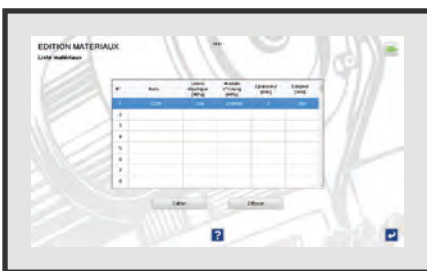 EDITION MATERIAUX
Liste matériaux
N° Nom Limite élastique [MPa] Module d'Young [MPa] Epaisseur [mm] Largeur [mm]
1
2
3
4
5
6
7
8
Editer Effacer
?